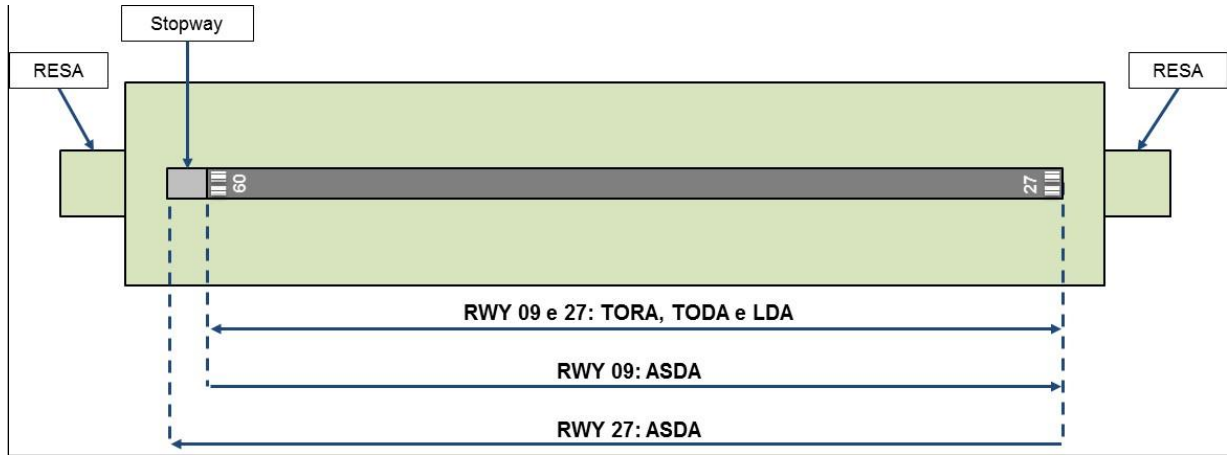 Stopway
RESA
RESA
09
27
RWY 09 e 27: TORA, TODA e LDA
RWY 09: ASDA
RWY 27: ASDA